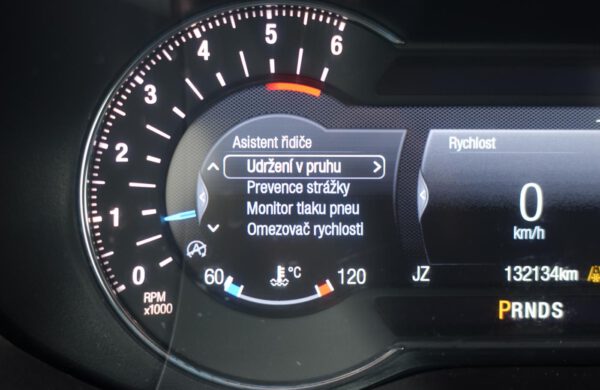 6
5
4
3
2
1
0
RPM
x1000
Asistent řidiče
Udržení v pruhu >
Prevence strážky
Monitor tlaku pneu
Omezovač rychlosti
60 °C 120
Rychlost
0
km/h
JZ 132134km
PRNDS